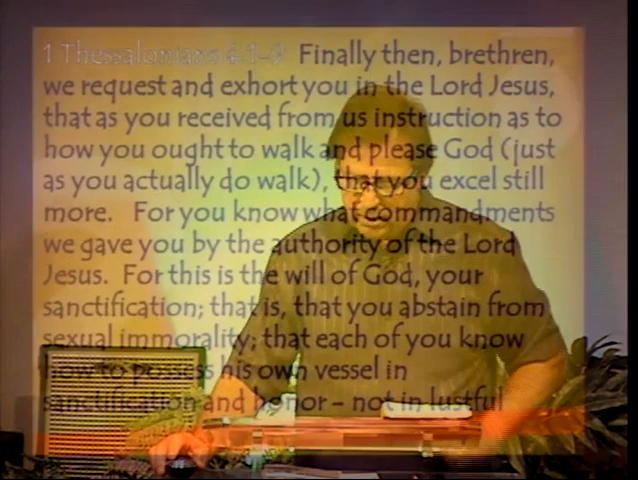 1 Thessalonians 4:1-8 Finally then, brethren,
we request and exhort you in the Lord Jesus,
that as you received from us instruction as to
how you ought to walk and please God (just
as you actually do walk), that you excel still
more. For you know what commandments
we gave you by the authority of the Lord
Jesus. For this is the will of God, your
sanctification; that is, that you abstain from
sexual immorality; that each of you know
how to possess his own vessel in
sanctification and honor - not in lustful